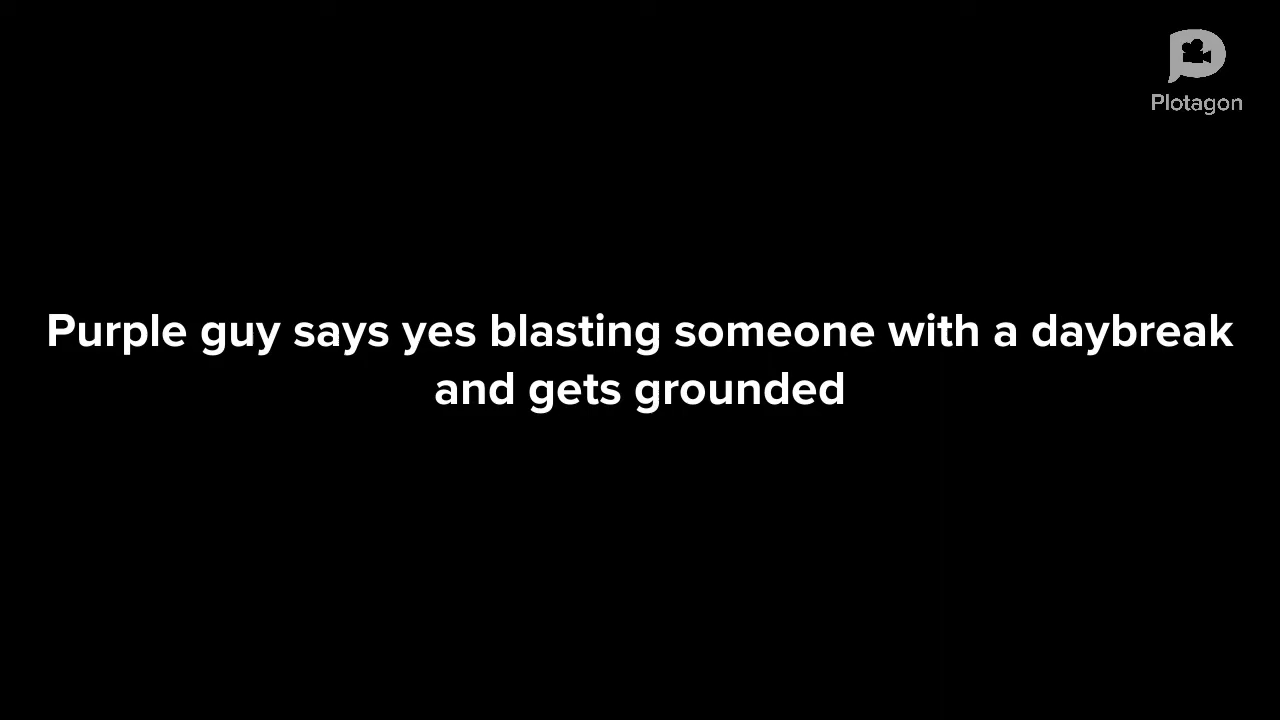 Plotagon
Purple guy says yes blasting someone with a daybreak
and gets grounded